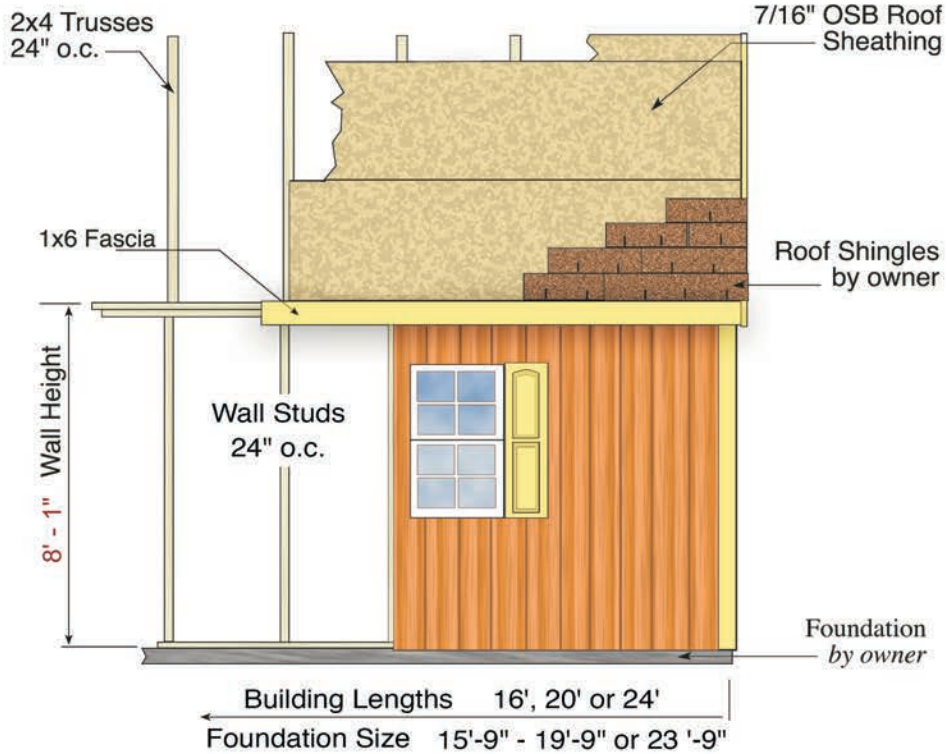 2x4 Trusses
24" o.c.
7/16" OSB Roof
Sheathing
1x6 Fascia
Roof Shingles
by owner
8' - 1" Wall Height
Wall Studs
24" o.c.
Foundation
by owner
Building Lengths 16', 20' or 24'
Foundation Size 15'-9" - 19'-9" or 23 '-9"